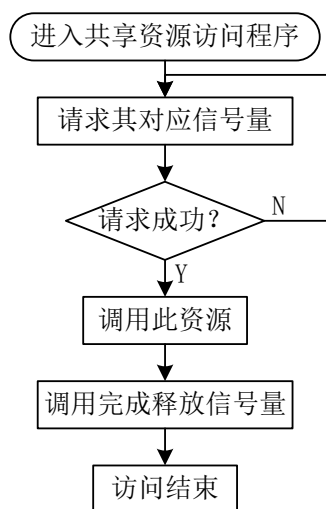 进入共享资源访问程序
请求其对应信号量
请求成功?
N
Y
调用此资源
调用完成释放信号量
访问结束